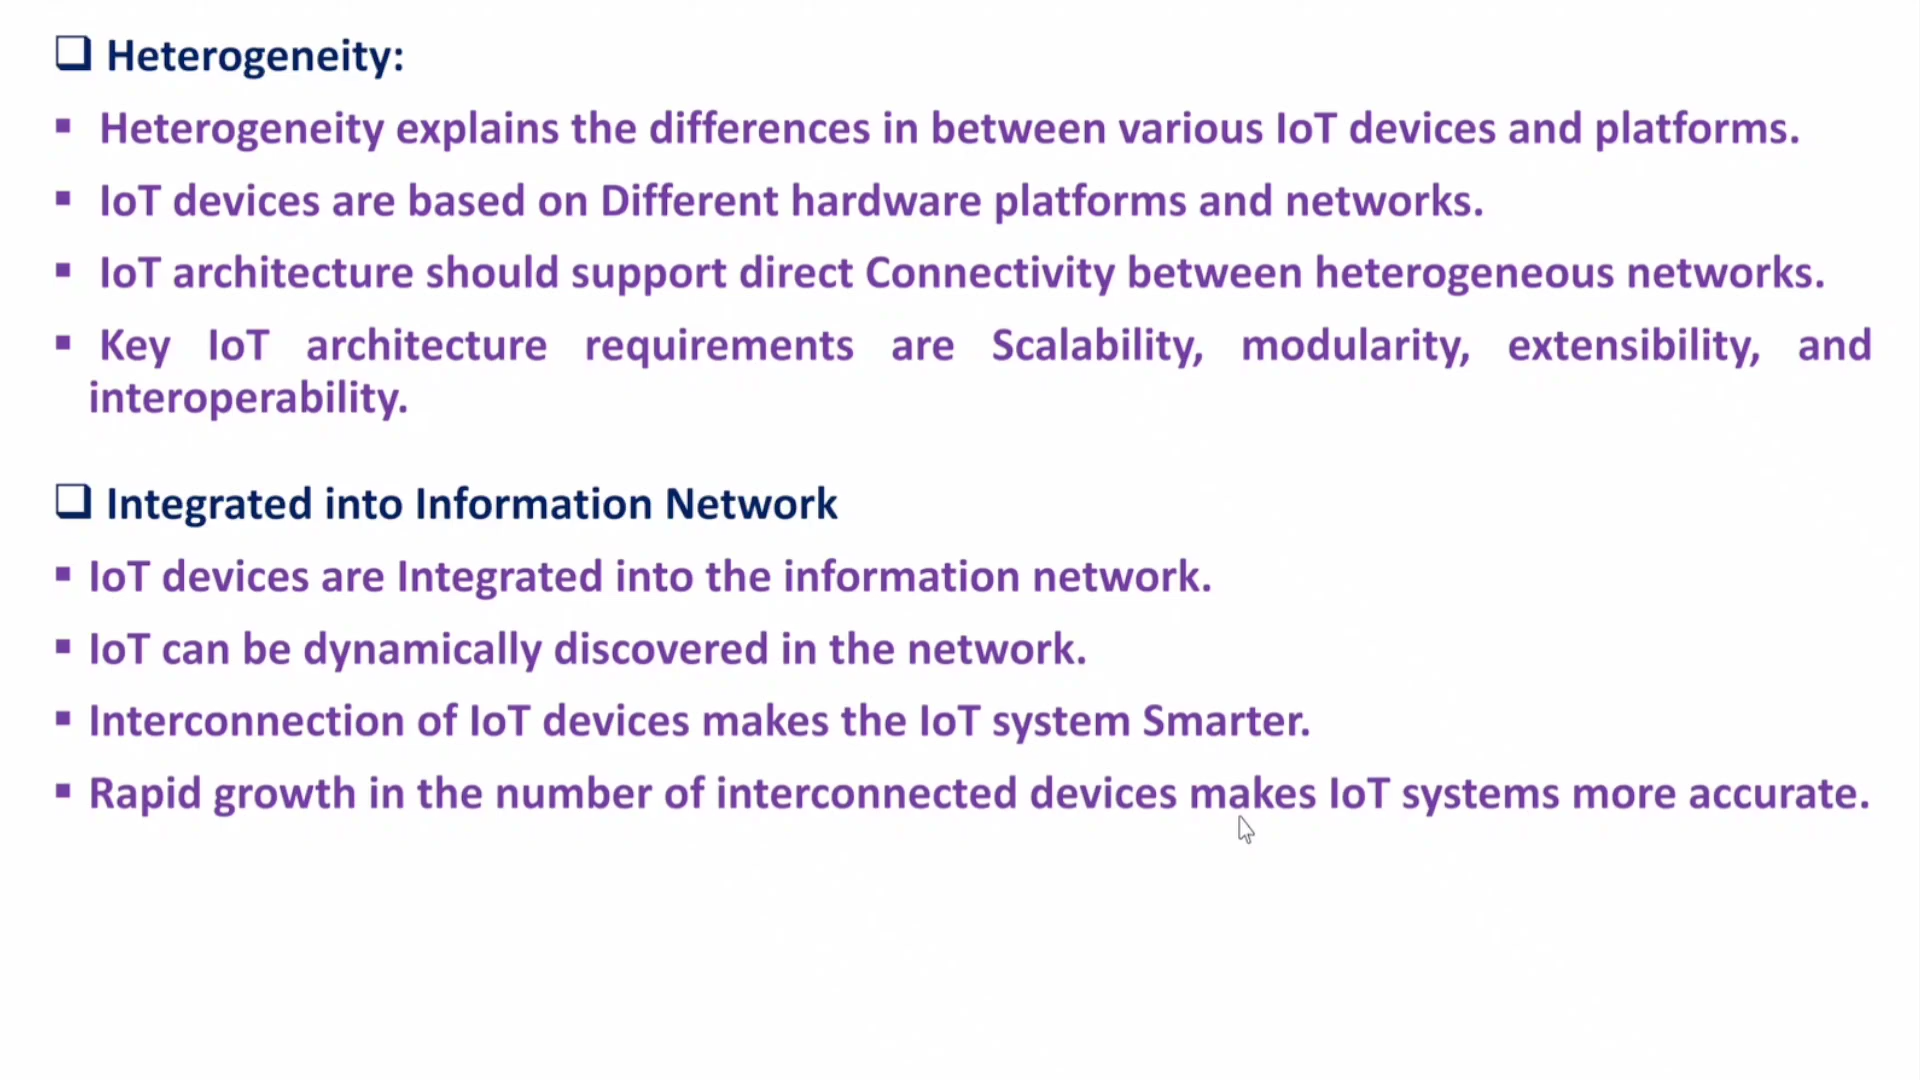 ❑ Heterogeneity:
▪ Heterogeneity explains the differences in between various IoT devices and platforms.
▪ IoT devices are based on Different hardware platforms and networks.
▪ IoT architecture should support direct Connectivity between heterogeneous networks.
▪ Key IoT architecture requirements are Scalability, modularity, extensibility, and
interoperability.
❑ Integrated into Information Network
▪ IoT devices are Integrated into the information network.
▪ IoT can be dynamically discovered in the network.
▪ Interconnection of IoT devices makes the IoT system Smarter.
▪ Rapid growth in the number of interconnected devices makes IoT systems more accurate.